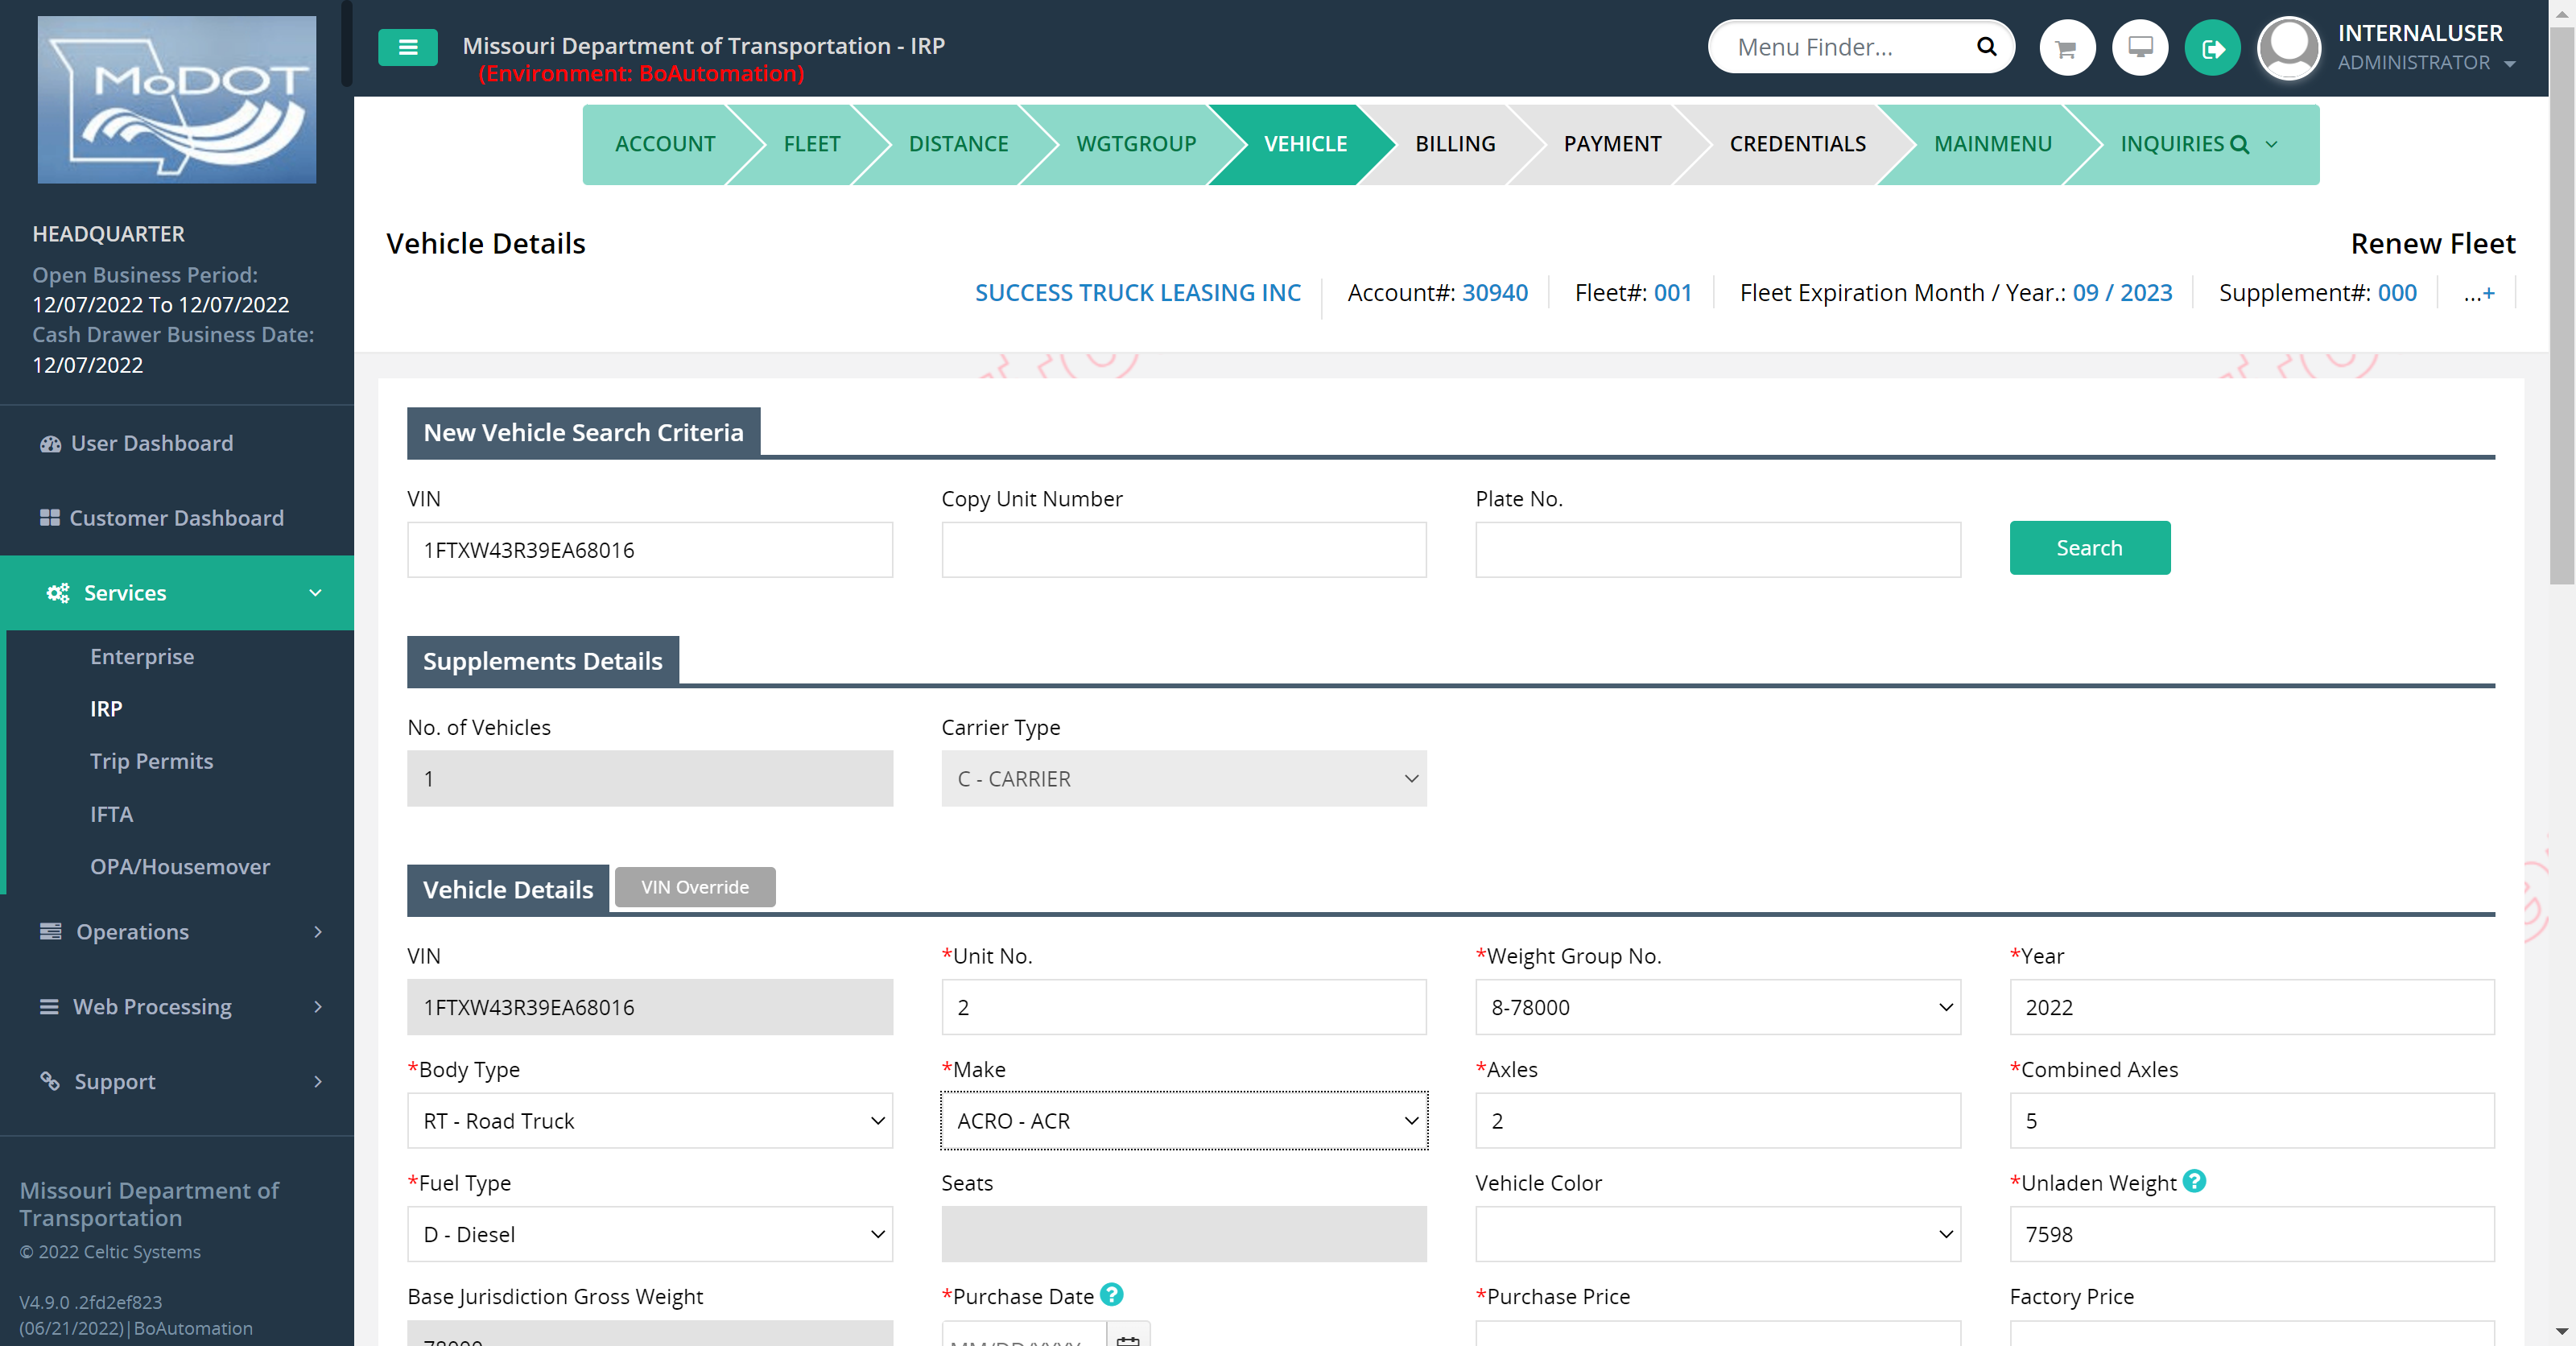 MoDOT
HEADQUARTER
Open Business Period:
12/07/2022 To 12/07/2022
Cash Drawer Business Date:
12/07/2022
User Dashboard
Customer Dashboard
Services
Enterprise
IRP
Trip Permits
IFTA
OPA/Housemover
Operations
Web Processing
Support
Missouri Department of
Transportation
© 2022 Celtic Systems
V4.9.0 .2fd2ef823
(06/21/2022)|BoAutomation
Missouri Department of Transportation - IRP
(Environment: BoAutomation)
Menu Finder...
INTERNALUSER
ADMINISTRATOR
ACCOUNT FLEET DISTANCE WGTGROUP VEHICLE BILLING PAYMENT CREDENTIALS MAINMENU INQUIRIES
Vehicle Details
Renew Fleet
SUCCESS TRUCK LEASING INC Account#: 30940 Fleet#: 001 Fleet Expiration Month / Year.: 09 / 2023 Supplement#: 000 ...+
New Vehicle Search Criteria
VIN Copy Unit Number Plate No.
1FTXW43R39EA68016 Search
Supplements Details
No. of Vehicles Carrier Type
1 C - CARRIER
Vehicle Details VIN Override
VIN *Unit No. *Weight Group No. *Year
1FTXW43R39EA68016 2 8-78000 2022
*Body Type *Make *Axles *Combined Axles
RT - Road Truck ACRO - ACR 2 5
*Fuel Type Seats Vehicle Color *Unladen Weight ?
D - Diesel 7598
Base Jurisdiction Gross Weight *Purchase Date ? *Purchase Price Factory Price
78000 MM/DD/YYYY